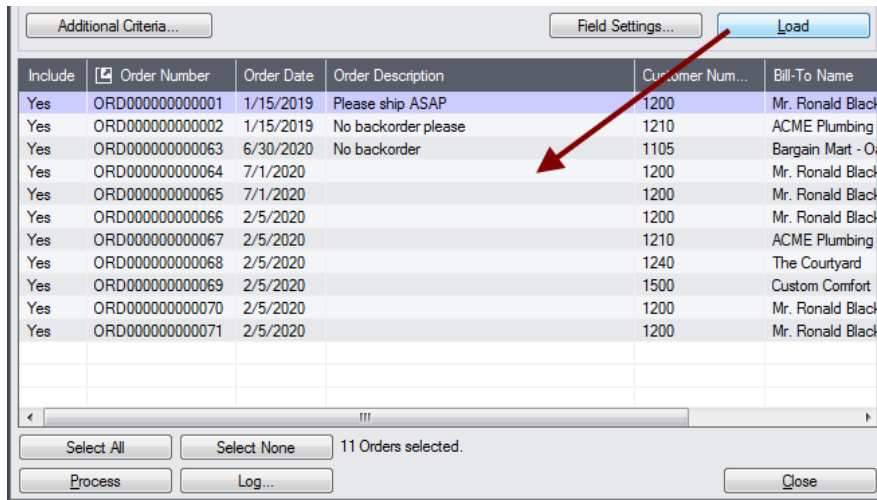 Additional Criteria... Field Settings... Load
Include Order Number Order Date Order Description Customer Num... Bill-To Name
Yes ORD000000000001 1/15/2019 Please ship ASAP 1200 Mr. Ronald Black
Yes ORD000000000002 1/15/2019 No backorder please 1210 ACME Plumbing
Yes ORD000000000063 6/30/2020 No backorder 1105 Bargain Mart - Oa
Yes ORD000000000064 7/1/2020 1200 Mr. Ronald Black
Yes ORD000000000065 7/1/2020 1200 Mr. Ronald Black
Yes ORD000000000066 2/5/2020 1200 Mr. Ronald Black
Yes ORD000000000067 2/5/2020 1210 ACME Plumbing
Yes ORD000000000068 2/5/2020 1240 The Courtyard
Yes ORD000000000069 2/5/2020 1500 Custom Comfort
Yes ORD000000000070 2/5/2020 1200 Mr. Ronald Black
Yes ORD000000000071 2/5/2020 1200 Mr. Ronald Black
Select All Select None 11 Orders selected.
Process Log... Close